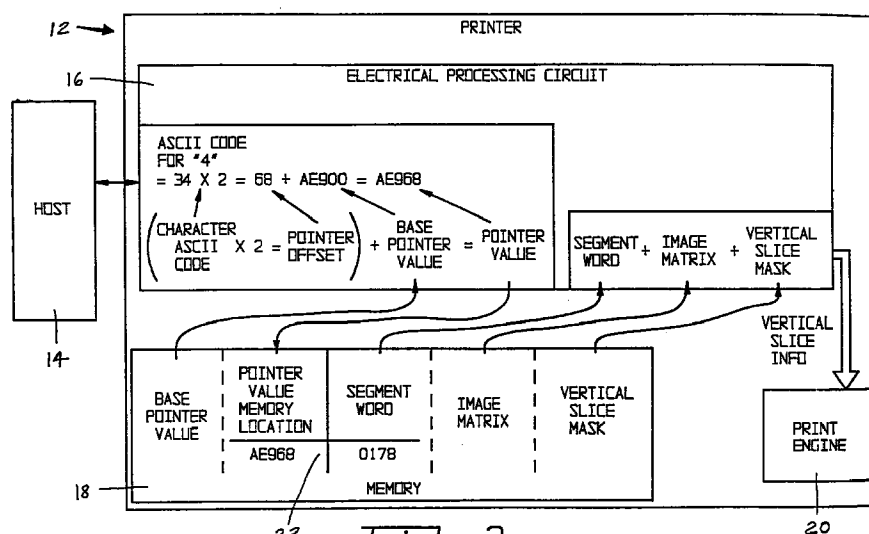 12
PRINTER
16
ELECTRICAL PROCESSING CIRCUIT
HOST
14
ASCII CODE
FOR "4"
= 34 X 2 = 68 + AE900 = AE968
(CHARACTER ASCII CODE X 2 = POINTER OFFSET) + BASE POINTER VALUE = POINTER VALUE
SEGMENT WORD + IMAGE MATRIX + VERTICAL SLICE MASK
VERTICAL
SLICE
INFO
BASE
POINTER
VALUE
POINTER
VALUE
MEMORY
LOCATION
AE968
SEGMENT
WORD
0178
IMAGE
MATRIX
VERTICAL
SLICE
MASK
MEMORY
18
PRINT
ENGINE
20